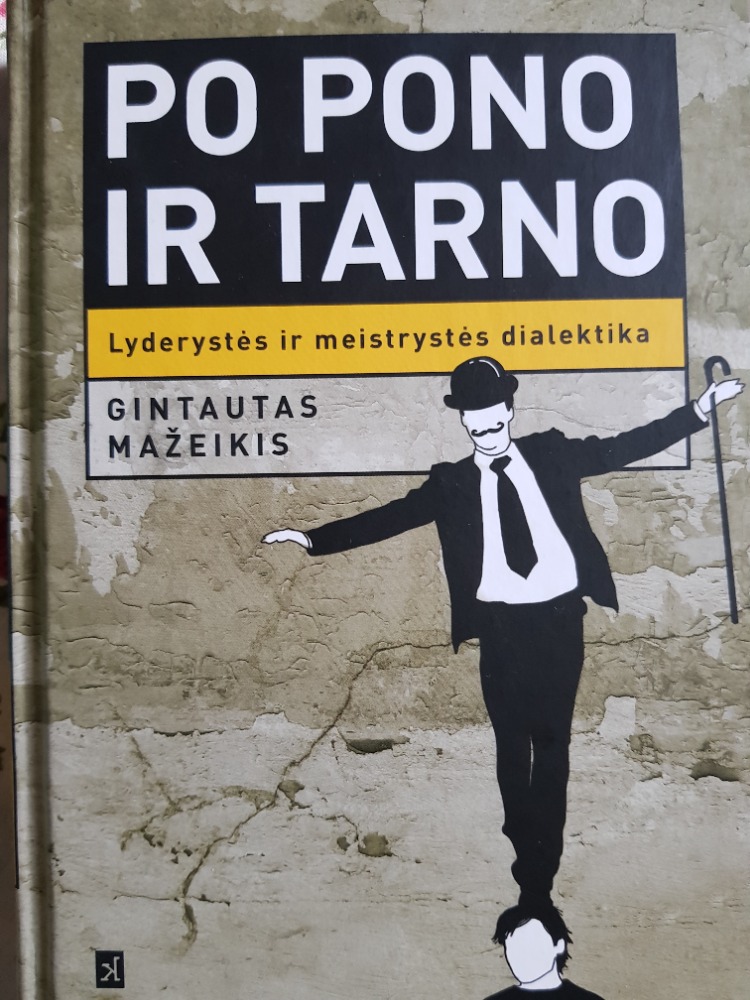 PO PONO
IR TARNO
Lyderystės ir meistrystės dialektika
GINTAUTAS
MAŽEIKIS